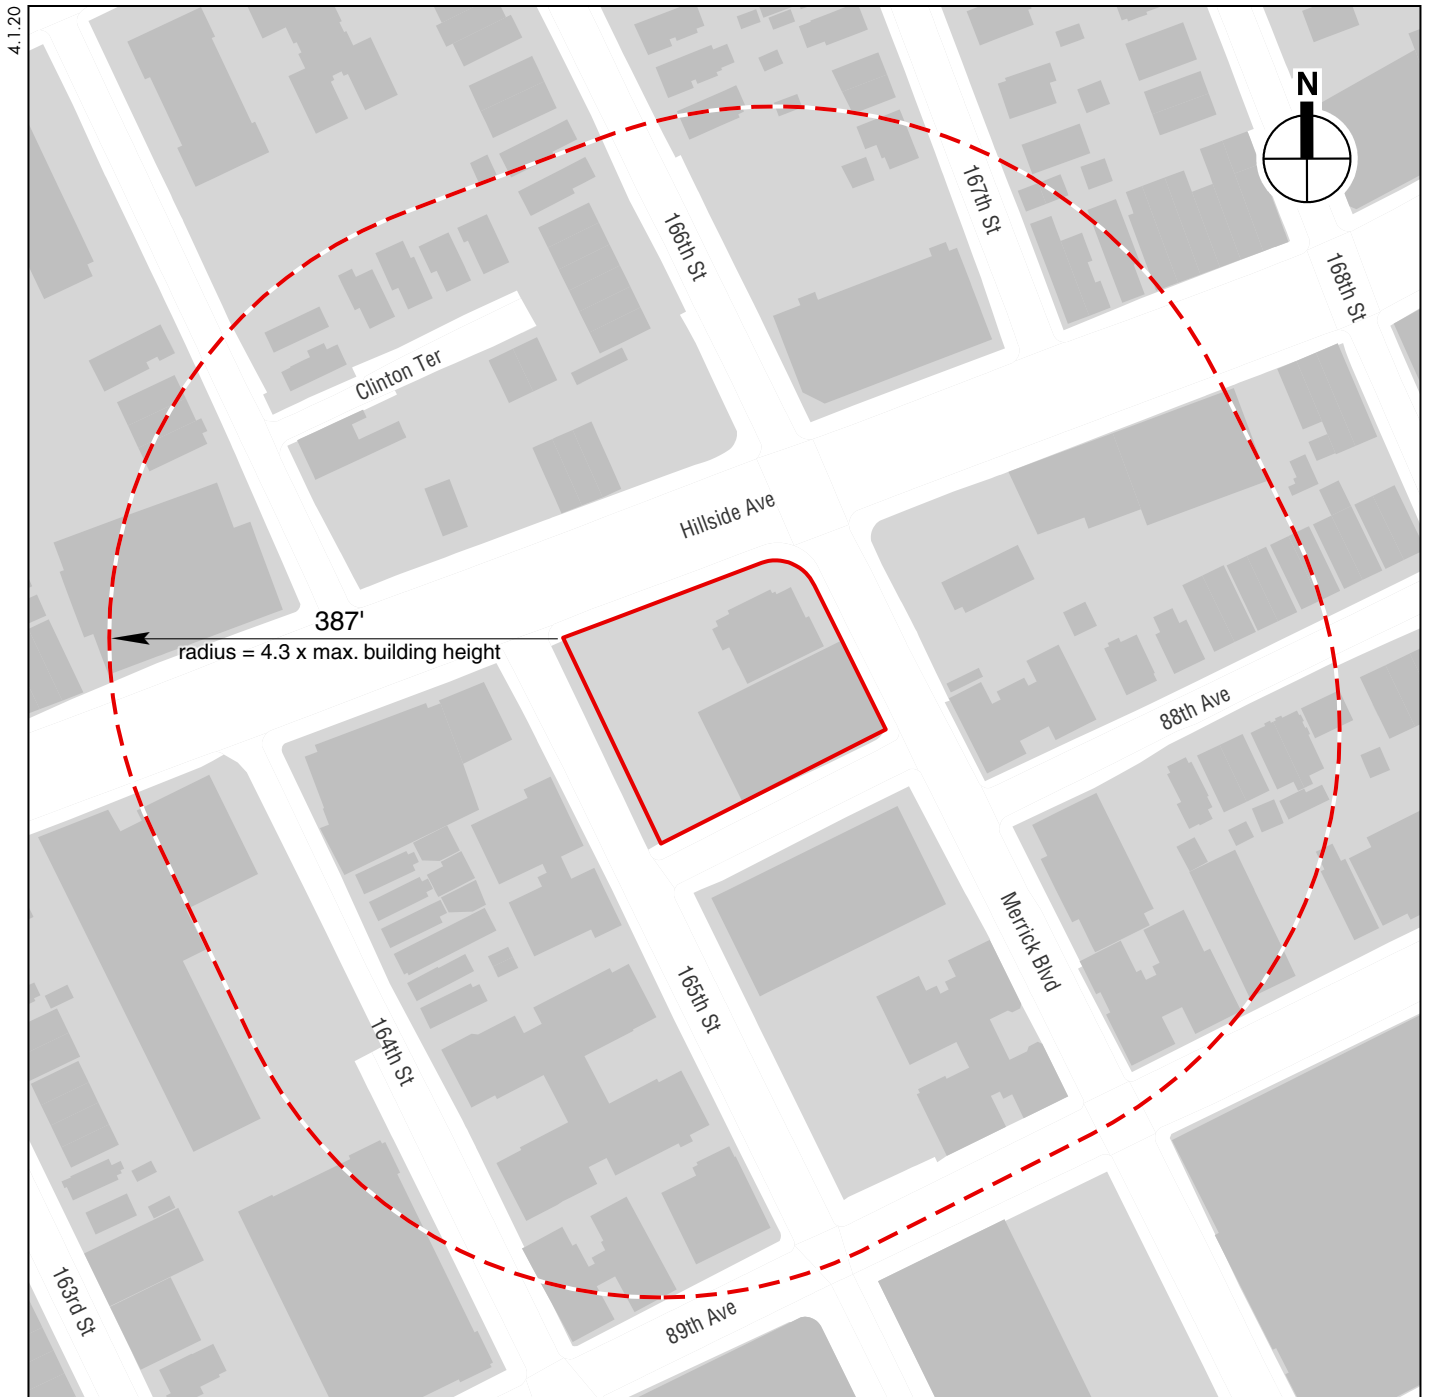 4.1.20
N
167th St
166th St
168th St
Clinton Ter
Hillside Ave
387'
radius = 4.3 x max. building height
88th Ave
Merrick Blvd
165th St
164th St
163rd St
89th Ave